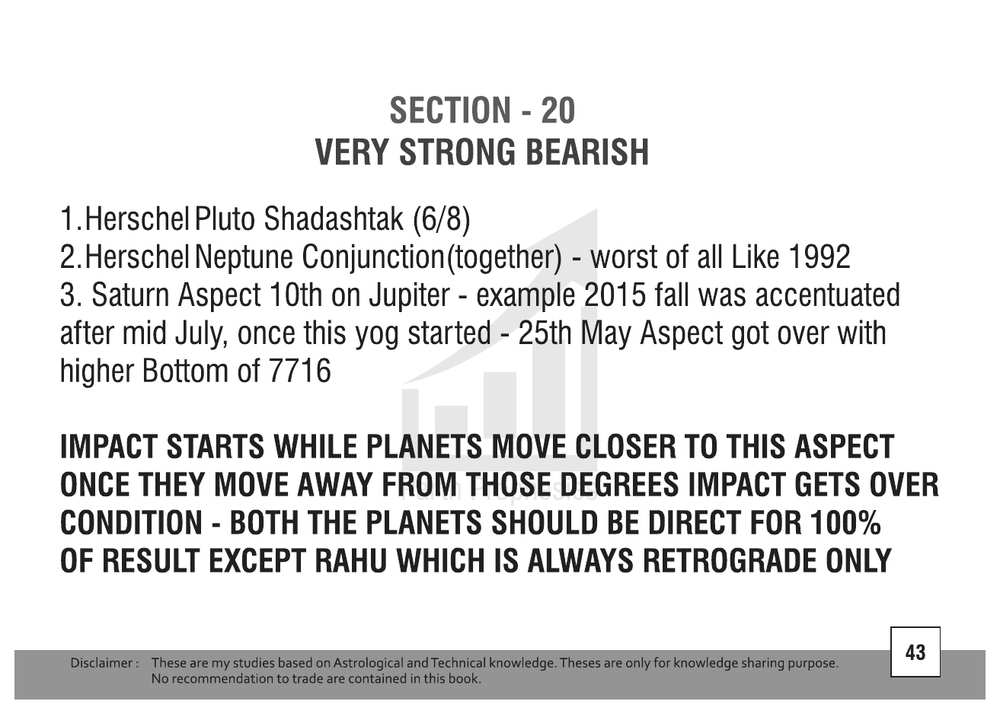 SECTION - 20
VERY STRONG BEARISH
1.Herschel Pluto Shadashtak (6/8)
2.Herschel Neptune Conjunction(together) - worst of all Like 1992
3. Saturn Aspect 10th on Jupiter - example 2015 fall was accentuated
after mid July, once this yog started - 25th May Aspect got over with
higher Bottom of 7716
IMPACT STARTS WHILE PLANETS MOVE CLOSER TO THIS ASPECT
ONCE THEY MOVE AWAY FROM THOSE DEGREES IMPACT GETS OVER
CONDITION - BOTH THE PLANETS SHOULD BE DIRECT FOR 100%
OF RESULT EXCEPT RAHU WHICH IS ALWAYS RETROGRADE ONLY
43
Disclaimer : These are my studies based on Astrological and Technical knowledge. Theses are only for knowledge sharing purpose.
No recommendation to trade are contained in this book.